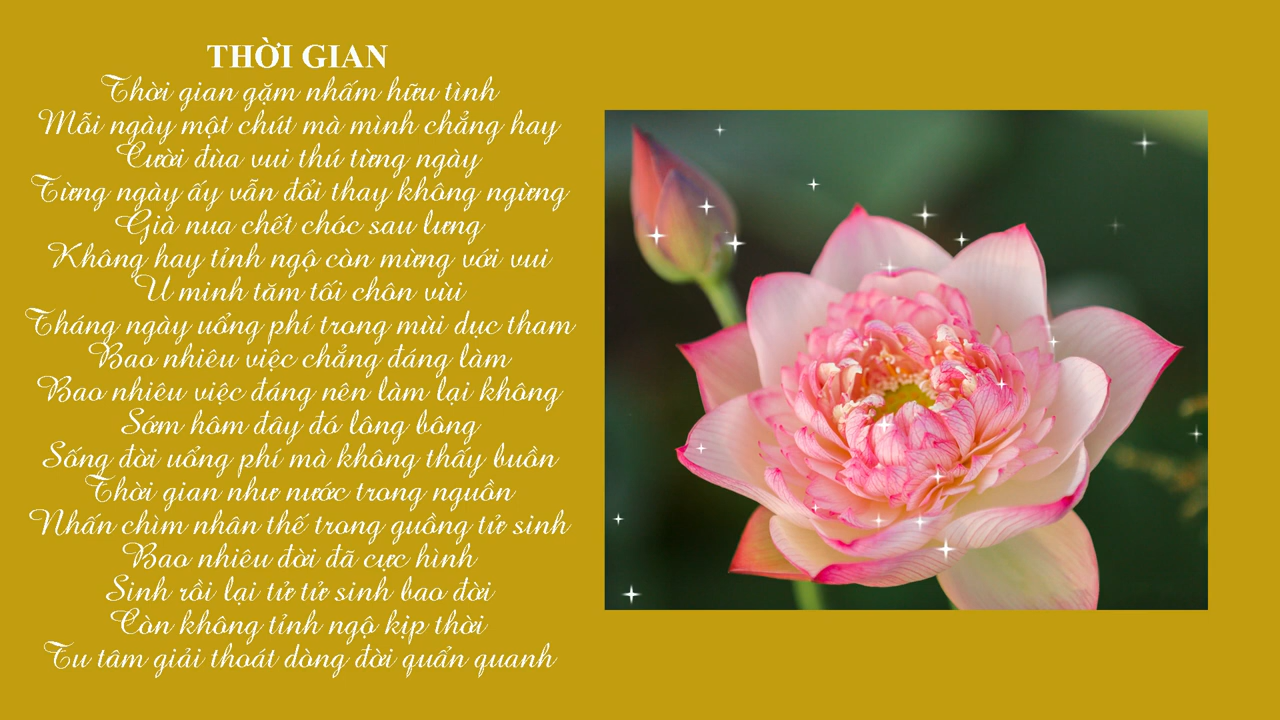 THỜI GIAN
Thời gian gặm nhấm hữu tình
Mỗi ngày một chút mà mình chẳng hay
Cười đùa vui thú từng ngày
Từng ngày ấy vẫn đổi thay không ngừng
Già nua chết chóc sau lưng
Không hay tỉnh ngộ còn mừng với vui
U minh tăm tối chôn vùi
Tháng ngày uổng phí trong mùi dục tham
Bao nhiêu việc chẳng đáng làm
Bao nhiêu việc đáng nên làm lại không
Sớm hôm đây đó lông bông
Sống đời uổng phí mà không thấy buồn
Thời gian như nước trong nguồn
Nhấn chìm nhân thế trong guồng tử sinh
Bao nhiêu đời đã cực hình
Sinh rồi lại tử tử sinh bao đời
Còn không tỉnh ngộ kịp thời
Tu tâm giải thoát dòng đời quẩn quanh